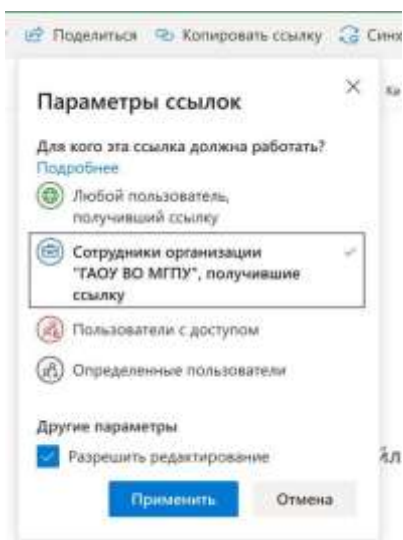 Поделиться Копировать ссылку Синх
Параметры ссылок
Для кого эта ссылка должна работать?
Подробнее
Любой пользователь,
получивший ссылку
Сотрудники организации
"ГАОУ ВО МГПУ", получившие
ссылку
Пользователи с доступом
Определенные пользователи
Другие параметры
Разрешить редактирование
Применить Отмена